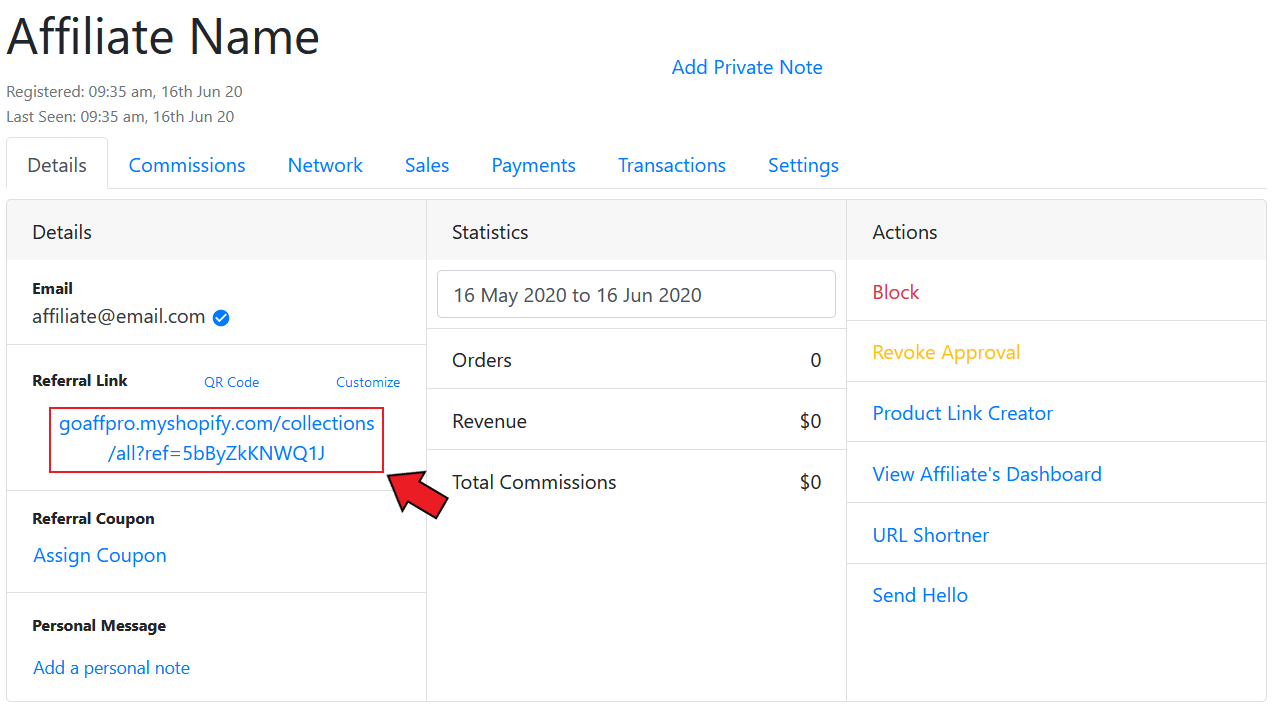 Affiliate Name
Add Private Note
Registered: 09:35 am, 16th Jun 20
Last Seen: 09:35 am, 16th Jun 20
Details Commissions Network Sales Payments Transactions Settings
Details
Email
affiliate@email.com
Referral Link QR Code Customize
goaffpro.myshopify.com/collections
/all?ref=5bByZkKNWQ1J
Referral Coupon
Assign Coupon
Personal Message
Add a personal note
Statistics
16 May 2020 to 16 Jun 2020
Orders 0
Revenue $0
Total Commissions $0
Actions
Block
Revoke Approval
Product Link Creator
View Affiliate's Dashboard
URL Shortner
Send Hello